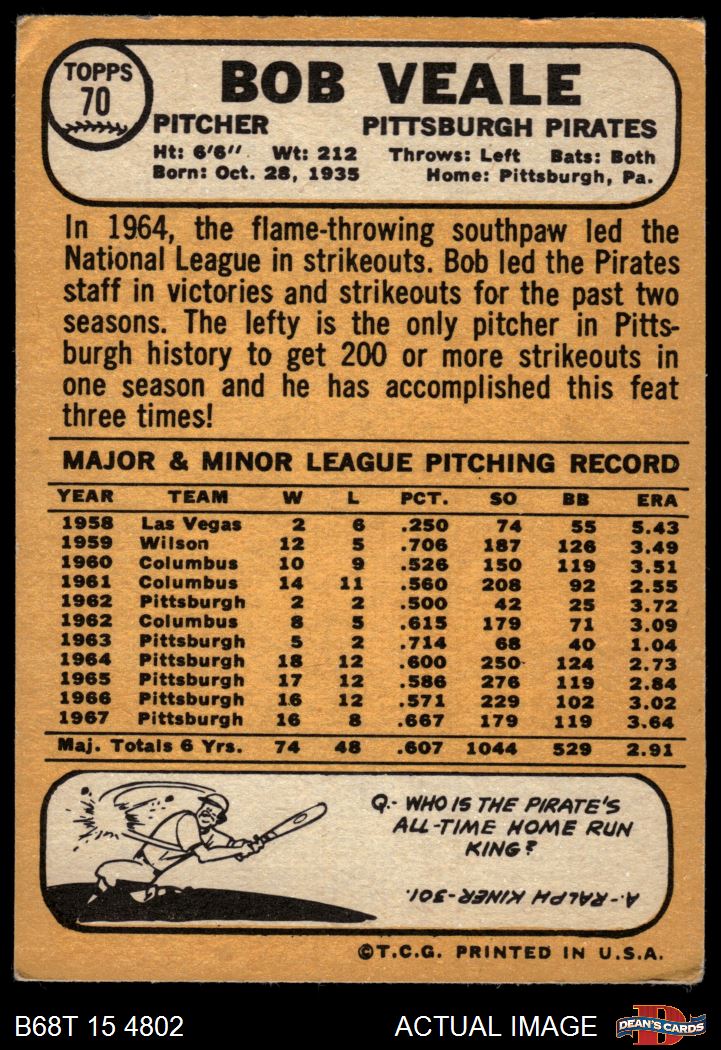 TOPPS
70
BOB VEALE
PITCHER PITTSBURGH PIRATES
Ht: 6'6" Wt: 212 Throws: Left Bats: Both
Born: Oct. 28, 1935 Home: Pittsburgh, Pa.
In 1964, the flame-throwing southpaw led the
National League in strikeouts. Bob led the Pirates
staff in victories and strikeouts for the past two
seasons. The lefty is the only pitcher in Pitts-
burgh history to get 200 or more strikeouts in
one season and he has accomplished this feat
three times!
MAJOR & MINOR LEAGUE PITCHING RECORD
YEAR TEAM W L PCT. SO BB ERA
1958 Las Vegas 2 6 .250 74 55 5.43
1959 Wilson 12 5 .706 187 126 3.49
1960 Columbus 10 9 .526 150 119 3.51
1961 Columbus 14 11 .560 208 92 2.55
1962 Pittsburgh 2 2 .500 42 25 3.72
1962 Columbus 8 5 .615 179 71 3.09
1963 Pittsburgh 5 2 .714 68 40 1.04
1964 Pittsburgh 18 12 .600 250 124 2.73
1965 Pittsburgh 17 12 .586 276 119 2.84
1966 Pittsburgh 16 12 .571 229 102 3.02
1967 Pittsburgh 16 8 .667 179 119 3.64
Maj. Totals 6 Yrs. 74 48 .607 1044 529 2.91
Q.- WHO IS THE PIRATE'S
ALL-TIME HOME RUN
KING?
A.- RALPH KINER-301.
©T.C.G. PRINTED IN U.S.A.
B68T 15 4802 ACTUAL IMAGE
D
DEAN'S CARDS